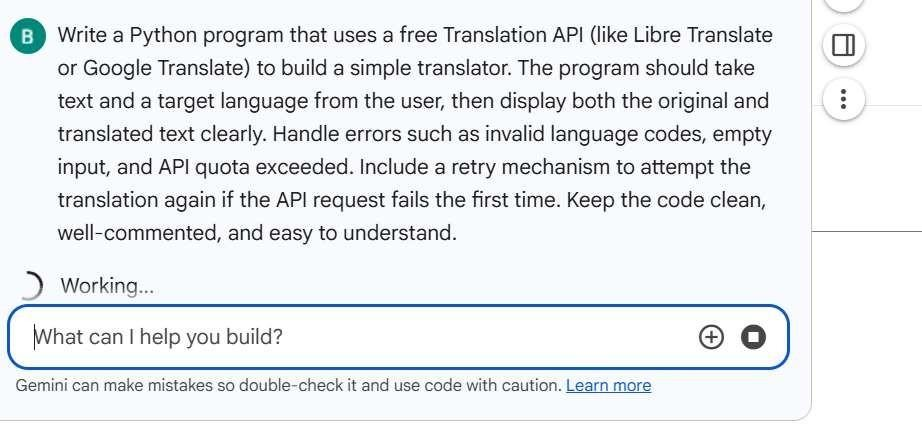 B
Write a Python program that uses a free Translation API (like Libre Translate
or Google Translate) to build a simple translator. The program should take
text and a target language from the user, then display both the original and
translated text clearly. Handle errors such as invalid language codes, empty
input, and API quota exceeded. Include a retry mechanism to attempt the
translation again if the API request fails the first time. Keep the code clean,
well-commented, and easy to understand.
Working...
What can I help you build?
Gemini can make mistakes so double-check it and use code with caution. Learn more